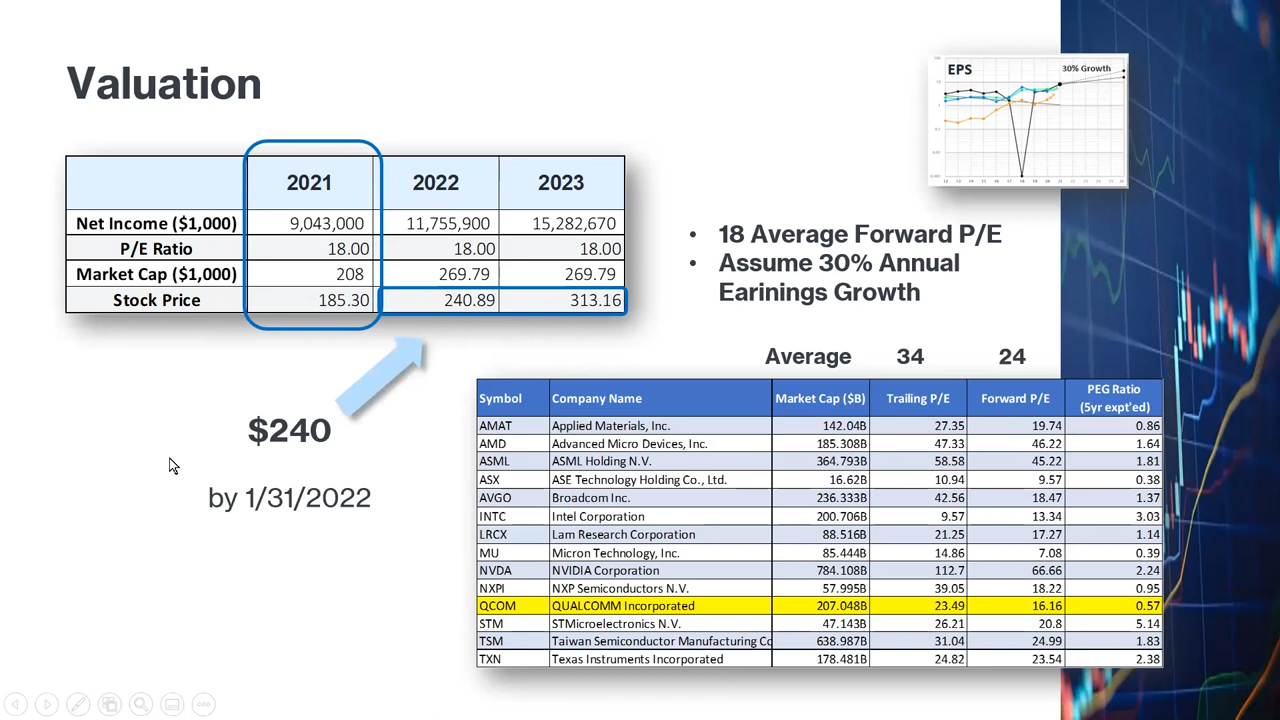 Valuation
EPS
30% Growth
2021 2022 2023
Net Income ($1,000) 9,043,000 11,755,900 15,282,670
P/E Ratio 18.00 18.00 18.00
Market Cap ($1,000) 208 269.79 269.79
Stock Price 185.30 240.89 313.16
• 18 Average Forward P/E
• Assume 30% Annual
Earinings Growth
$240
by 1/31/2022
Average 34 24
Symbol Company Name Market Cap ($B) Trailing P/E Forward P/E PEG Ratio
(5yr expt'ed)
AMAT Applied Materials, Inc. 142.04B 27.35 19.74 0.86
AMD Advanced Micro Devices, Inc. 185.308B 47.33 46.22 1.64
ASML ASML Holding N.V. 364.793B 58.58 45.22 1.81
ASX ASE Technology Holding Co., Ltd. 16.62B 10.94 9.57 0.38
AVGO Broadcom Inc. 236.333B 42.56 18.47 1.37
INTC Intel Corporation 200.706B 9.57 13.34 3.03
LRCX Lam Research Corporation 88.516B 21.25 17.27 1.14
MU Micron Technology, Inc. 85.444B 14.86 7.08 0.39
NVDA NVIDIA Corporation 784.108B 112.7 66.66 2.24
NXPI NXP Semiconductors N.V. 57.995B 39.05 18.22 0.95
QCOM QUALCOMM Incorporated 207.048B 23.49 16.16 0.57
STM STMicroelectronics N.V. 47.143B 26.21 20.8 5.14
TSM Taiwan Semiconductor Manufacturing Co 638.987B 31.04 24.99 1.83
TXN Texas Instruments Incorporated 178.481B 24.82 23.54 2.38